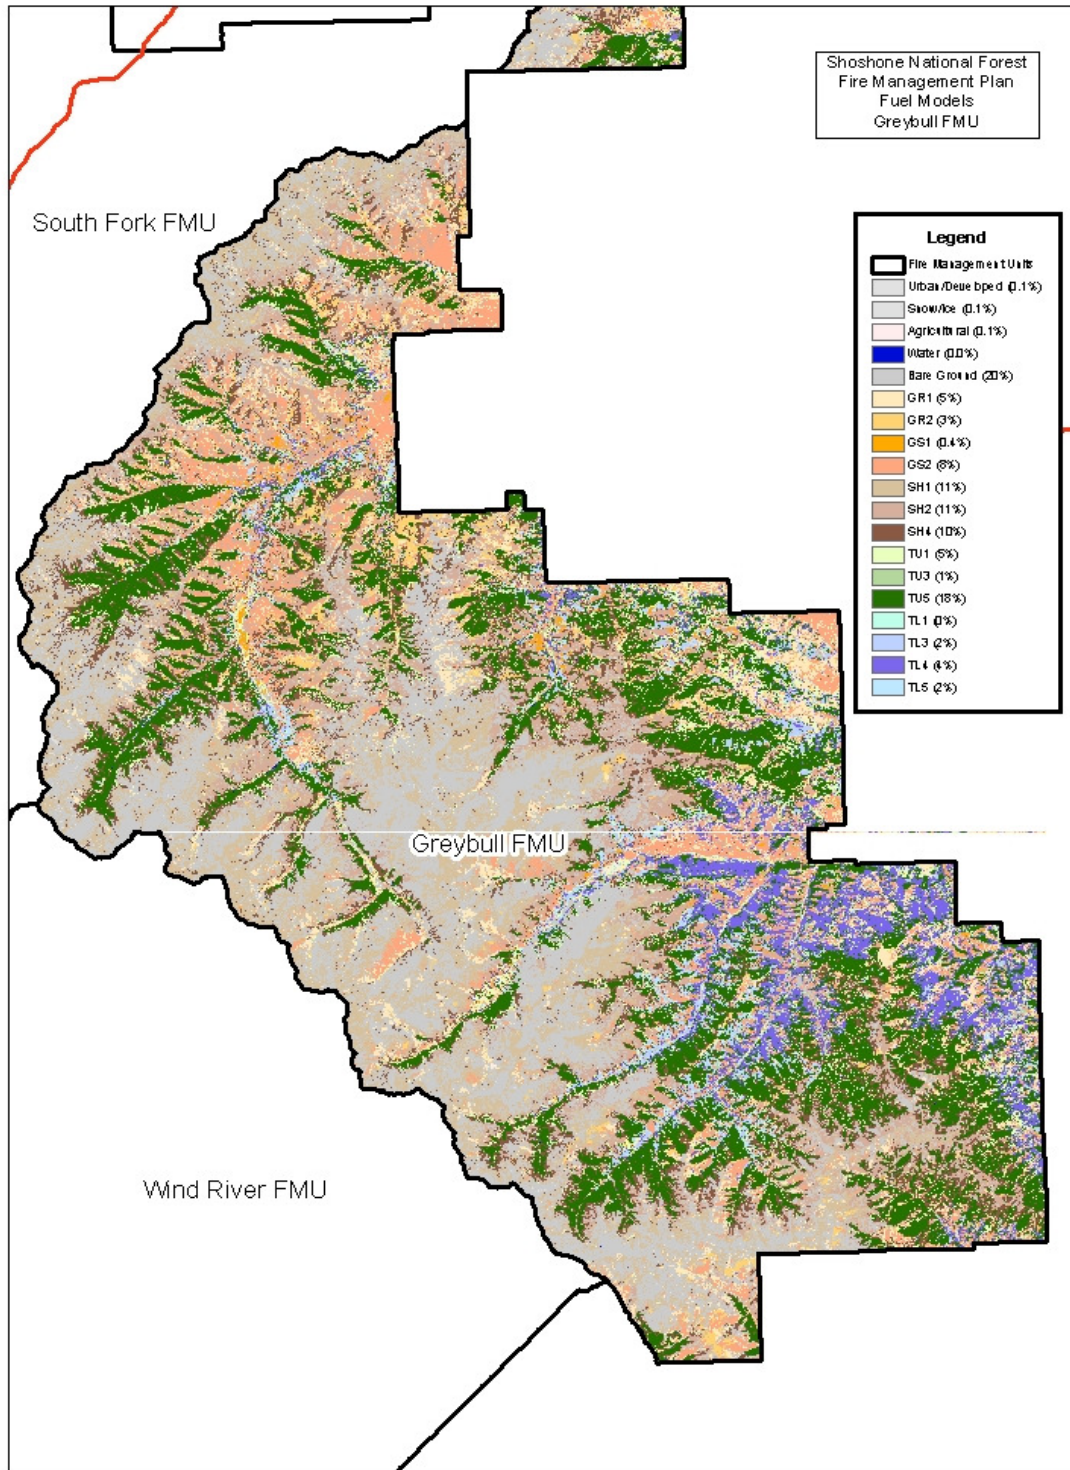 Shoshone National Forest
Fire Management Plan
Fuel Models
Greybull FMU
South Fork FMU
Legend
Fire Management Units
Urban/Developed (0.1%)
Snow/Ice (0.1%)
Agricultural (0.1%)
Water (0.0%)
Bare Ground (20%)
GR1 (5%)
GR2 (3%)
GS1 (0.4%)
GS2 (8%)
SH1 (11%)
SH2 (11%)
SH4 (10%)
TU1 (5%)
TU3 (1%)
TU5 (18%)
TL1 (0%)
TL3 (2%)
TL4 (4%)
TL5 (2%)
Greybull FMU
Wind River FMU